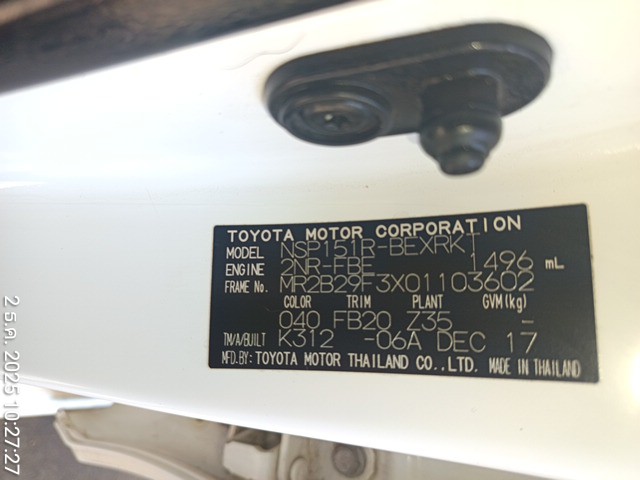 TOYOTA MOTOR CORPORATION
MODEL NSP151R-BEXRKT
ENGINE 2NR-FBE 1496 mL
FRAME No. MR2B29F3X01103602
COLOR TRIM PLANT GVM(kg)
040 FB20 Z35 -
TM/A/BUILT K312 -06A DEC 17
MFD.BY: TOYOTA MOTOR THAILAND CO.,LTD. MADE IN THAILAND
25 ส.ค. 2025 10:27:27